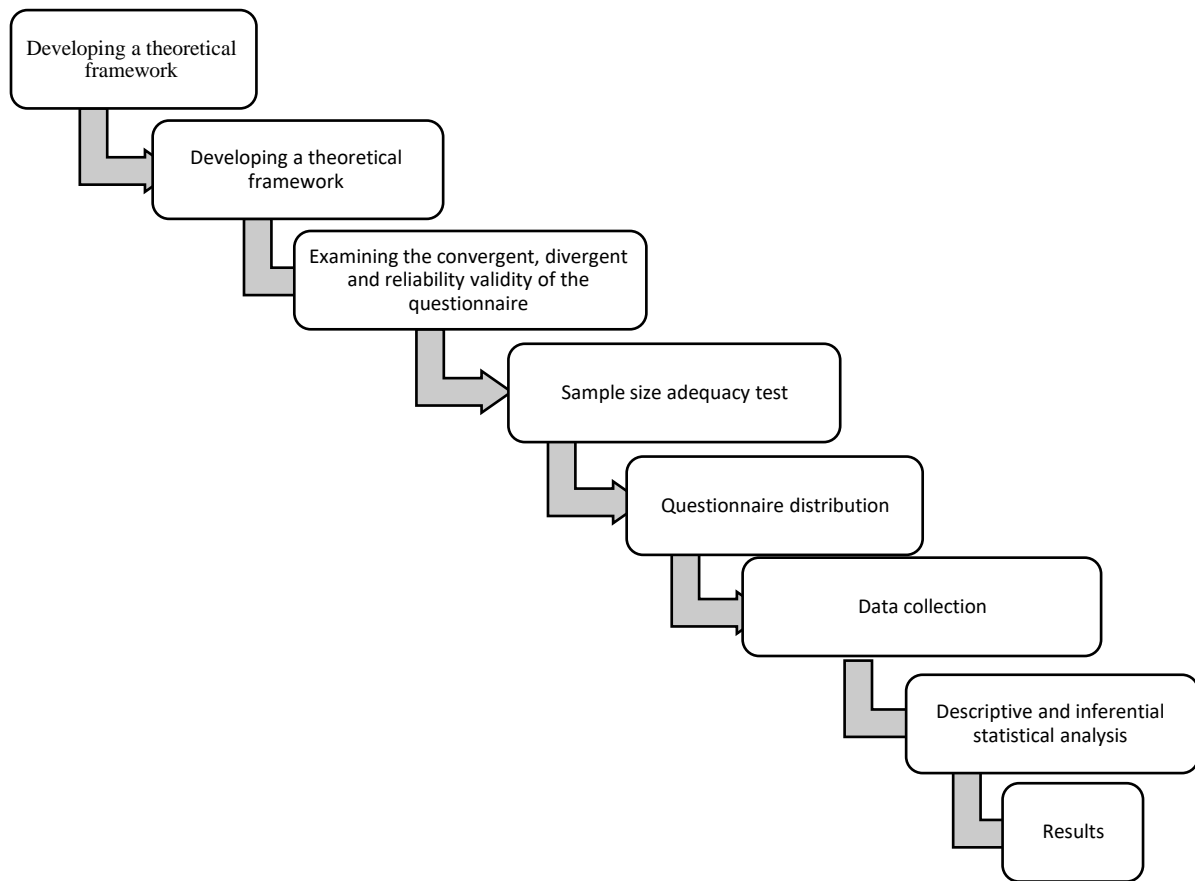 Developing a theoretical
framework
Developing a theoretical
framework
Examining the convergent, divergent
and reliability validity of the
questionnaire
Sample size adequacy test
Questionnaire distribution
Data collection
Descriptive and inferential
statistical analysis
Results